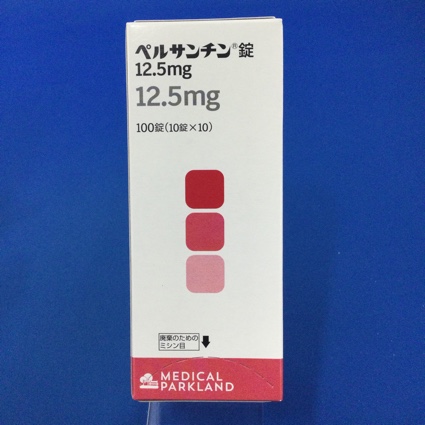 ペルサンチン®錠
12.5mg
12.5mg
100錠(10錠×10)
廃棄のための
ミシン目
MEDICAL
PARKLAND